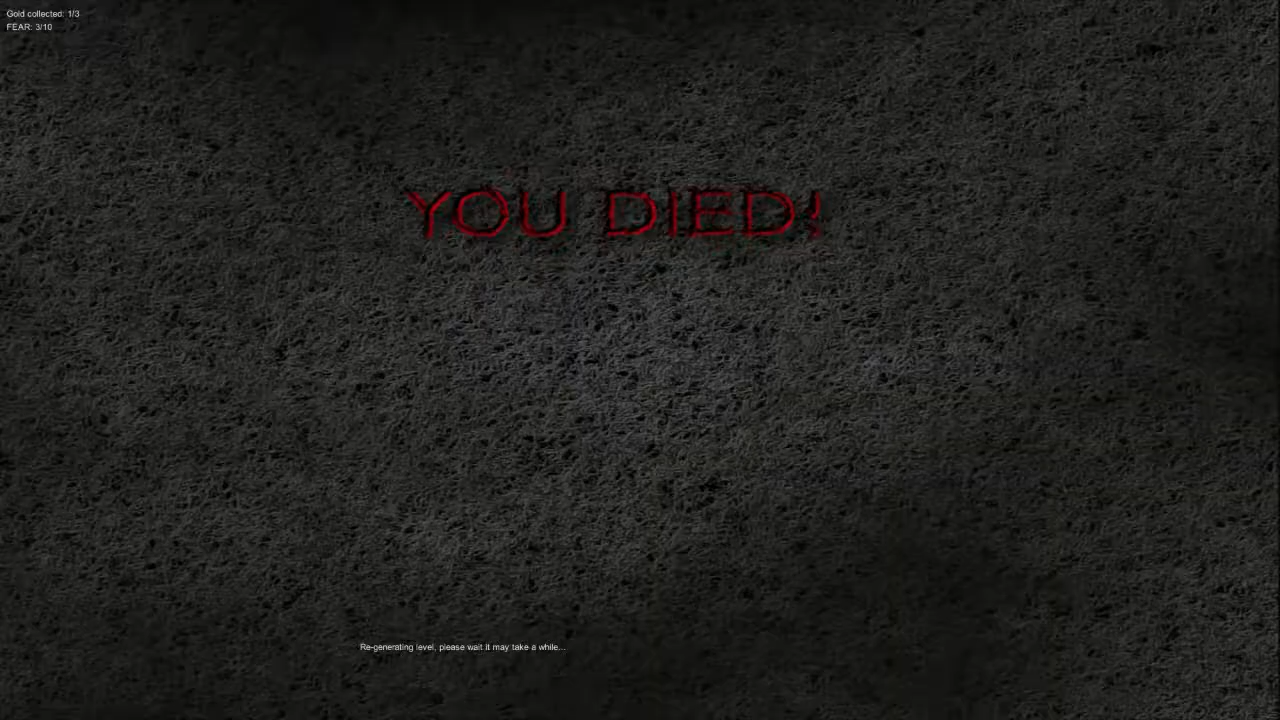 Gold collected: 1/3
FEAR: 3/10
YOU DIED!
Re-generating level, please wait it may take a while...